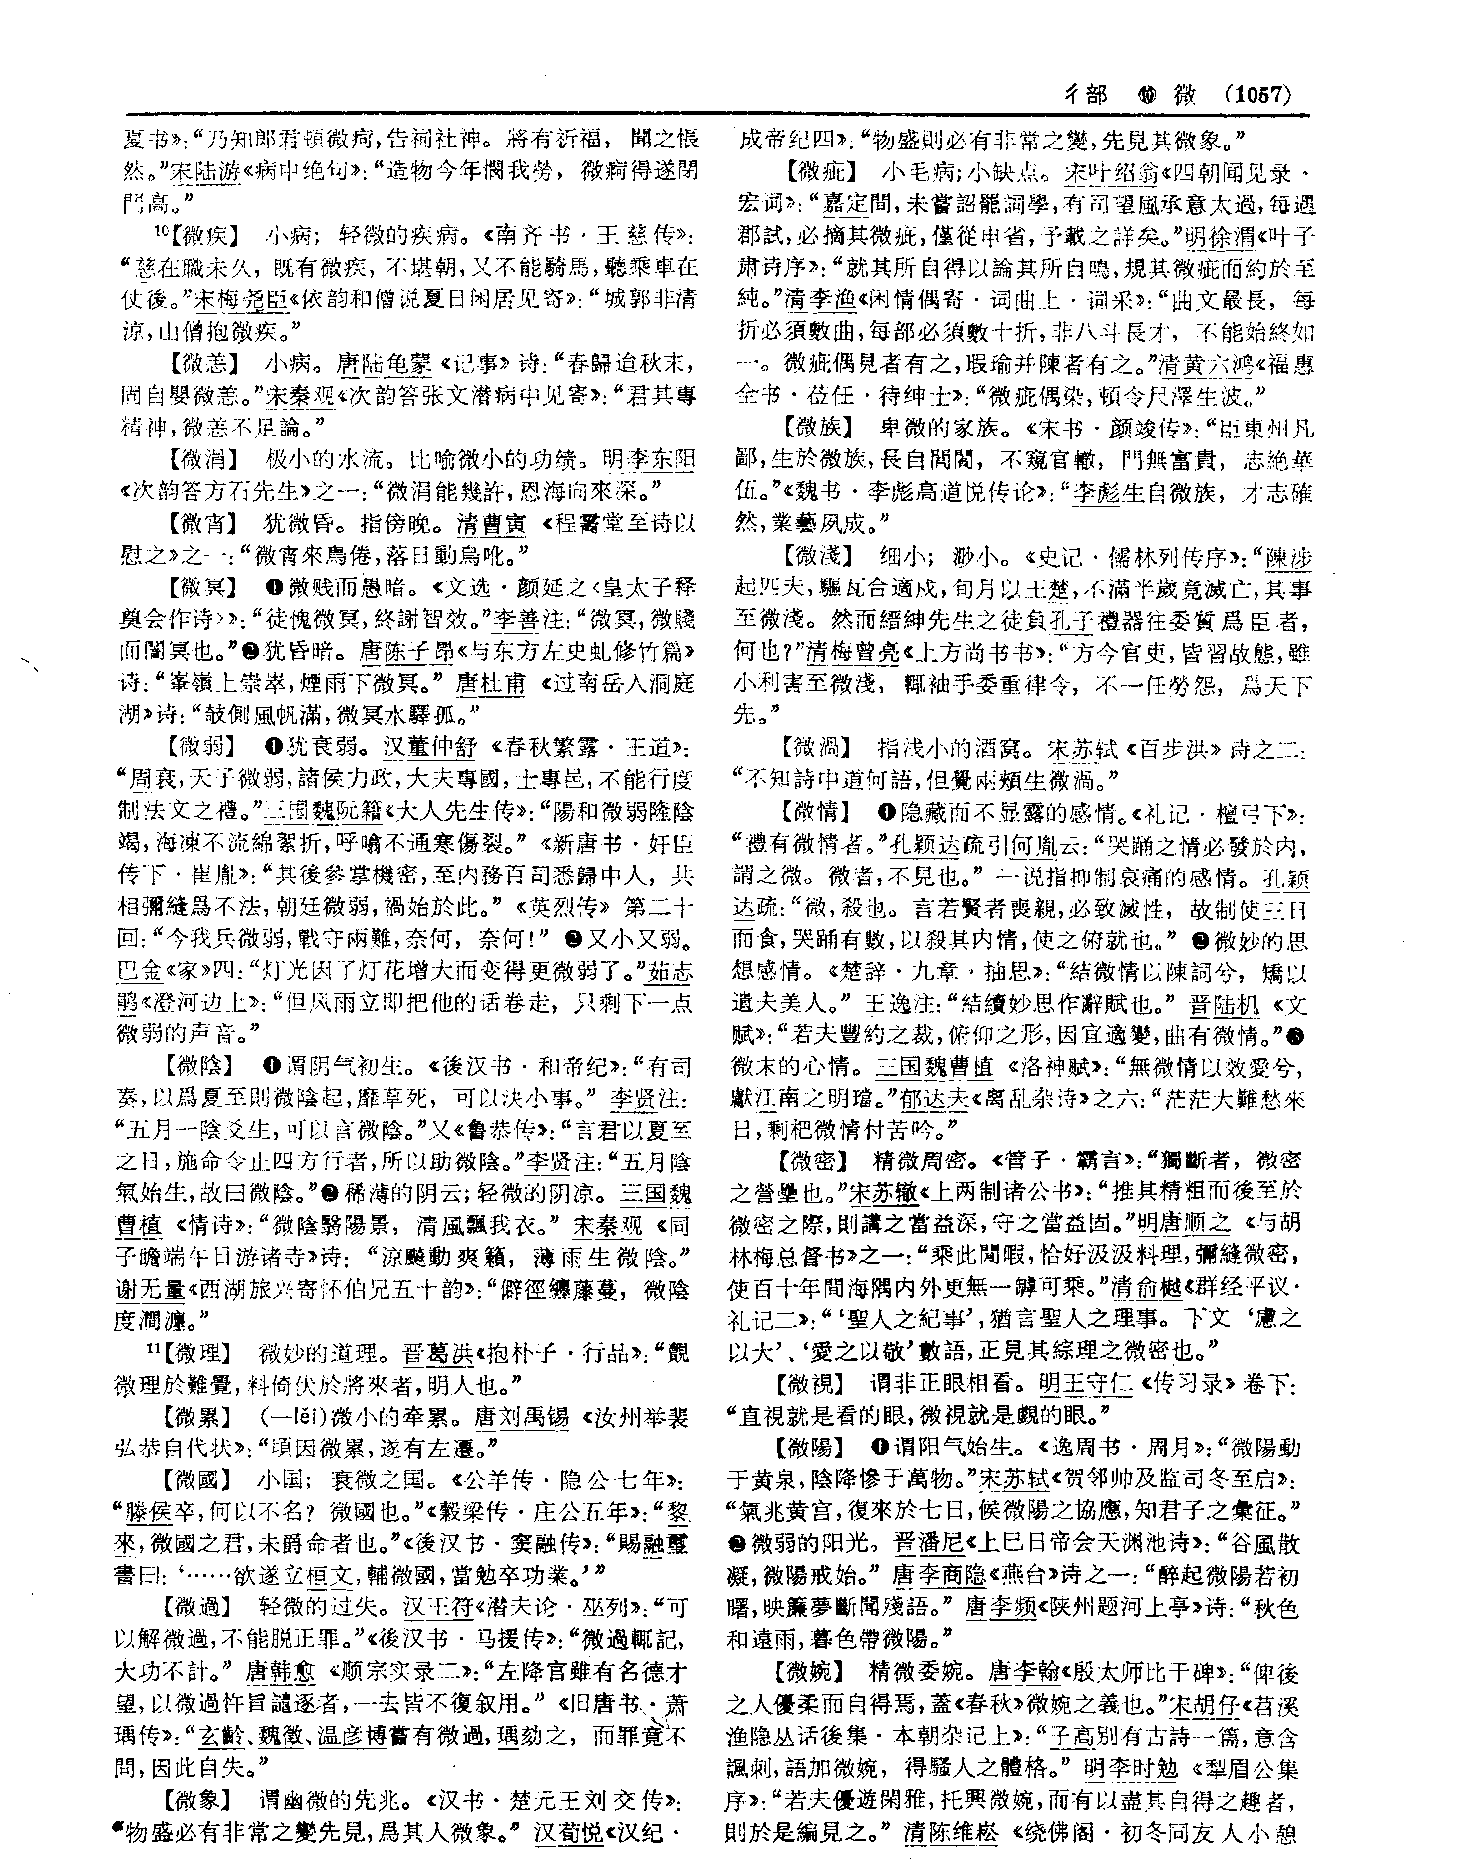 彳部 ⑩ 微 (1057)
夏书》:“乃知郎君頓微疴,告祠社神。將有祈福, 聞之悵
然。”宋陆游《病中绝句》:“造物今年憫我勞, 微痾得遂閉
門高。”
10【微疾】 小病; 轻微的疾病。《南齐书·王慈传》:
“慈在職未久, 既有微疾, 不堪朝,又不能騎馬,聽乘車在
仗後。”宋梅尧臣《依韵和僧说夏日闲居见寄》:“城郭非清
涼,山僧抱微疾。”
【微恙】 小病。唐陆龟蒙《记事》诗:“春歸迨秋末,
固自嬰微恙。”宋秦观《次韵答张文潜病中见寄》:“君其專
精神,微恙不足論。”
【微涓】 极小的水流。比喻微小的功绩。明李东阳
《次韵答方石先生》之一:“微涓能幾許,恩海向來深。”
【微宵】 犹微昏。指傍晚。清曹寅《程霱堂至诗以
慰之》之一:“微宵來馬倦,落日動烏吪。”
【微冥】 ❶微贱而愚暗。《文选·颜延之〈皇太子释
奠会作诗〉》:“徒愧微冥,終謝智效。”李善注:“微冥,微賤
而闇冥也。”❷犹昏暗。唐陈子昂《与东方左史虬修竹篇》
诗:“峯嶺上崇崒,煙雨下微冥。”唐杜甫《过南岳入洞庭
湖》诗:“敧側風帆滿,微冥水驛孤。”
【微弱】 ❶犹衰弱。汉董仲舒《春秋繁露·王道》:
“周衰,天子微弱,諸侯力政,大夫專國,士專邑,不能行度
制法文之禮。”三国魏阮籍《大人先生传》:“陽和微弱隆陰
竭,海凍不流綿絮折,呼噏不通寒傷裂。”《新唐书·奸臣
传下·崔胤》:“其後參掌機密,至内務百司悉歸中人, 共
相彌縫爲不法,朝廷微弱,禍始於此。”《英烈传》第二十
回:“今我兵微弱,戰守兩難,奈何, 奈何!” ❷又小又弱。
巴金《家》四:“灯光因了灯花增大而变得更微弱了。”茹志
鹃《澄河边上》:“但风雨立即把他的话卷走, 只剩下一点
微弱的声音。”
【微陰】 ❶谓阴气初生。《後汉书·和帝纪》:“有司
奏,以爲夏至則微陰起,靡草死, 可以決小事。”李贤注:
“五月一陰爻生,可以言微陰。”又《鲁恭传》:“言君以夏至
之日,施命令止四方行者,所以助微陰。”李贤注:“五月陰
氣始生,故曰微陰。”❷稀薄的阴云;轻微的阴凉。三国魏
曹植《情诗》:“微陰翳陽景, 清風飄我衣。”宋秦观《同
子瞻端午日游诸寺》诗: “涼颸動爽籟, 薄雨生微陰。”
谢无量《西湖旅兴寄怀伯兄五十韵》:“僻徑纏藤蔓, 微陰
度澗瀍。”
11【微理】 微妙的道理。晋葛洪《抱朴子·行品》:“覿
微理於難覺,料倚伏於將來者,明人也。”
【微累】 (一lěi)微小的牵累。唐刘禹锡《汝州举裴
弘恭自代状》:“頃因微累,遂有左遷。”
【微國】 小国; 衰微之国。《公羊传·隐公七年》:
“滕侯卒,何以不名? 微國也。”《穀梁传·庄公五年》:“黎
來,微國之君,未爵命者也。”《後汉书·窦融传》:“賜融璽
書曰:‘……欲遂立桓文,輔微國,當勉卒功業。’”
【微過】 轻微的过失。汉王符《潜夫论·巫列》:“可
以解微過,不能脱正罪。”《後汉书·马援传》:“微過輒記,
大功不計。”唐韩愈《顺宗实录二》:“左降官雖有名德才
望,以微過忤旨譴逐者,一去皆不復叙用。”《旧唐书·萧
瑀传》:“玄齡、魏徵、温彦博嘗有微過,瑀劾之, 而罪竟不
問,因此自失。”
【微象】 谓幽微的先兆。《汉书·楚元王刘交传》:
“物盛必有非常之變先見,爲其人微象。”汉荀悦《汉纪·
成帝纪四》:“物盛則必有非常之變,先見其微象。”
【微疵】 小毛病;小缺点。宋叶绍翁《四朝闻见录·
宏词》:“嘉定間,未嘗詔罷詞學,有司望風承意太過,每遇
郡試,必摘其微疵,僅從申省,予載之詳矣。”明徐渭《叶子
肃诗序》:“就其所自得以論其所自鳴,規其微疵而約於至
純。”清李渔《闲情偶寄·词曲上·词采》:“曲文最長, 每
折必須數曲,每部必須數十折,非八斗長才, 不能始終如
一。微疵偶見者有之,瑕瑜并陳者有之。”清黄六鸿《福惠
全书·莅任·待绅士》:“微疵偶染,頓令尺澤生波。”
【微族】 卑微的家族。《宋书·颜竣传》:“臣東州凡
鄙,生於微族,長自閭閻, 不窺官轍, 門無富貴, 志絶華
伍。”《魏书·李彪高道悦传论》:“李彪生自微族, 才志確
然,業藝夙成。”
【微淺】 细小; 渺小。《史记·儒林列传序》:“陳涉
起匹夫,驅瓦合適戍,旬月以王楚,不滿半歲竟滅亡,其事
至微淺。然而縉紳先生之徒負孔子禮器往委質爲臣者,
何也?”清梅曾亮《上方尚书书》:“方今官吏,皆習故態,雖
小利害至微淺, 輒袖手委重律令, 不一任勞怨, 爲天下
先。”
【微渦】 指浅小的酒窝。宋苏轼《百步洪》诗之二:
“不知詩中道何語,但覺兩頰生微渦。”
【微情】 ❶隐藏而不显露的感情。《礼记·檀弓下》:
“禮有微情者。”孔颖达疏引何胤云:“哭踊之情必發於内,
謂之微。微者,不見也。” 一说指抑制哀痛的感情。孔颖
达疏:“微,殺也。言若賢者喪親,必致滅性, 故制使三日
而食,哭踊有數,以殺其内情,使之俯就也。” ❷微妙的思
想感情。《楚辞·九章·抽思》:“結微情以陳詞兮, 矯以
遺夫美人。” 王逸注:“結續妙思作辭賦也。”晋陆机《文
赋》:“若夫豐約之裁,俯仰之形,因宜適變,曲有微情。”❸
微末的心情。三国魏曹植《洛神赋》:“無微情以效愛兮,
獻江南之明璫。”郁达夫《离乱杂诗》之六:“茫茫大難愁來
日,剩把微情付苦吟。”
【微密】 精微周密。《管子·霸言》:“獨斷者, 微密
之營壘也。”宋苏辙《上两制诸公书》:“推其精粗而後至於
微密之際,則講之當益深,守之當益固。”明唐顺之《与胡
林梅总督书》之一:“乘此閒暇,恰好汲汲料理,彌縫微密,
使百十年間海隅内外更無一罅可乘。”清俞樾《群经平议·
礼记二》:“‘聖人之紀事’,猶言聖人之理事。下文‘慮之
以大’、‘愛之以敬’數語,正見其綜理之微密也。”
【微視】 谓非正眼相看。明王守仁《传习录》卷下:
“直視就是看的眼,微視就是覷的眼。”
【微陽】 ❶谓阳气始生。《逸周书·周月》:“微陽動
于黄泉,陰降慘于萬物。”宋苏轼《贺邻帅及监司冬至启》:
“氣兆黄宫,復來於七日,候微陽之協應,知君子之彙征。”
❷微弱的阳光。晋潘尼《上巳日帝会天渊池诗》:“谷風散
凝,微陽戒始。”唐李商隐《燕台》诗之一:“醉起微陽若初
曙,映簾夢斷聞殘語。”唐李频《陕州题河上亭》诗:“秋色
和遠雨,暮色帶微陽。”
【微婉】 精微委婉。唐李翰《殷太师比干碑》:“俾後
之人優柔而自得焉,蓋《春秋》微婉之義也。”宋胡仔《苕溪
渔隐丛话後集·本朝杂记上》:“子高别有古詩一篇,意含
諷刺,語加微婉, 得騷人之體格。”明李时勉《犁眉公集
序》:“若夫優遊閑雅,托興微婉,而有以盡其自得之趣者,
則於是編見之。”清陈维崧《绕佛阁·初冬同友人小憩